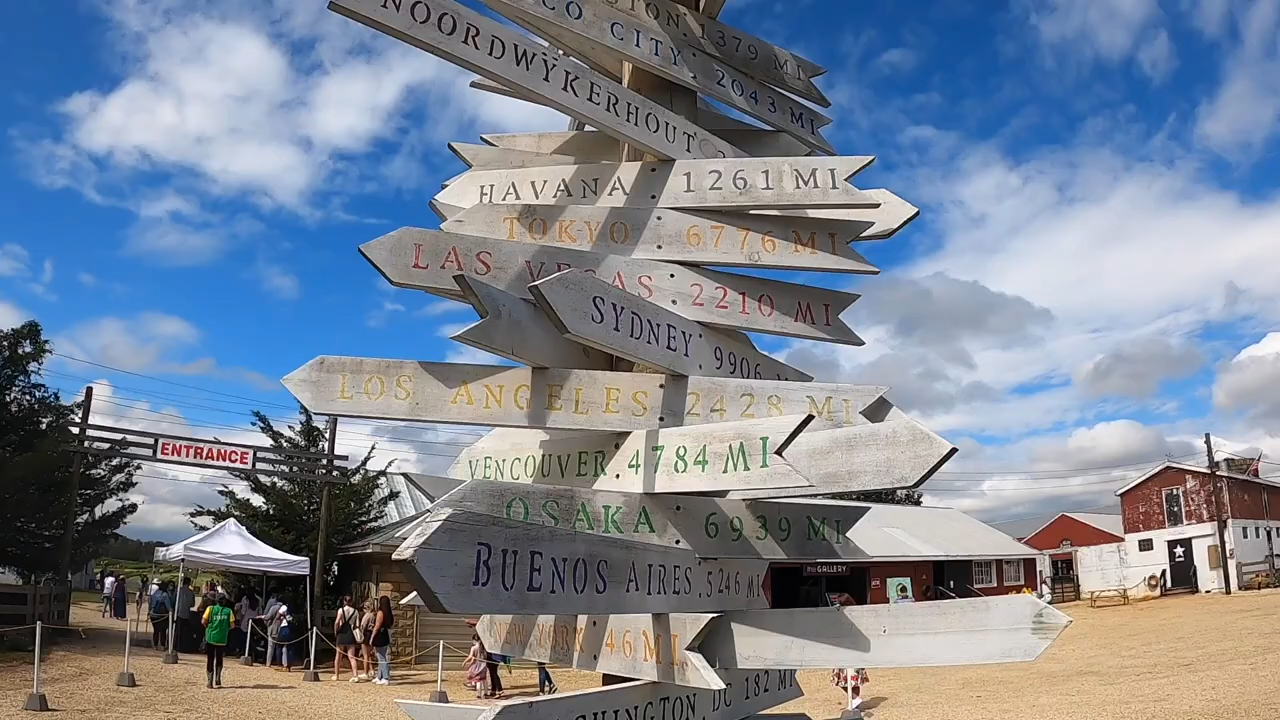 1379 MI
CO CITY: 2043 MI
NOORDWYKERHOUT
HAVANA : 1261 MI
TOKYO : 6776 MI
LAS VEGAS : 2210 MI
SYDNEY: 9906
LOS ANGELES: 2428 MI
VENCOUVER: 4784 MI
ENTRANCE
OSAKA : 6939 MI
BUENOS AIRES, 5246 MI
GALLERY
NEW YORK : 46 MI
SHINGTON, DC 182 MI